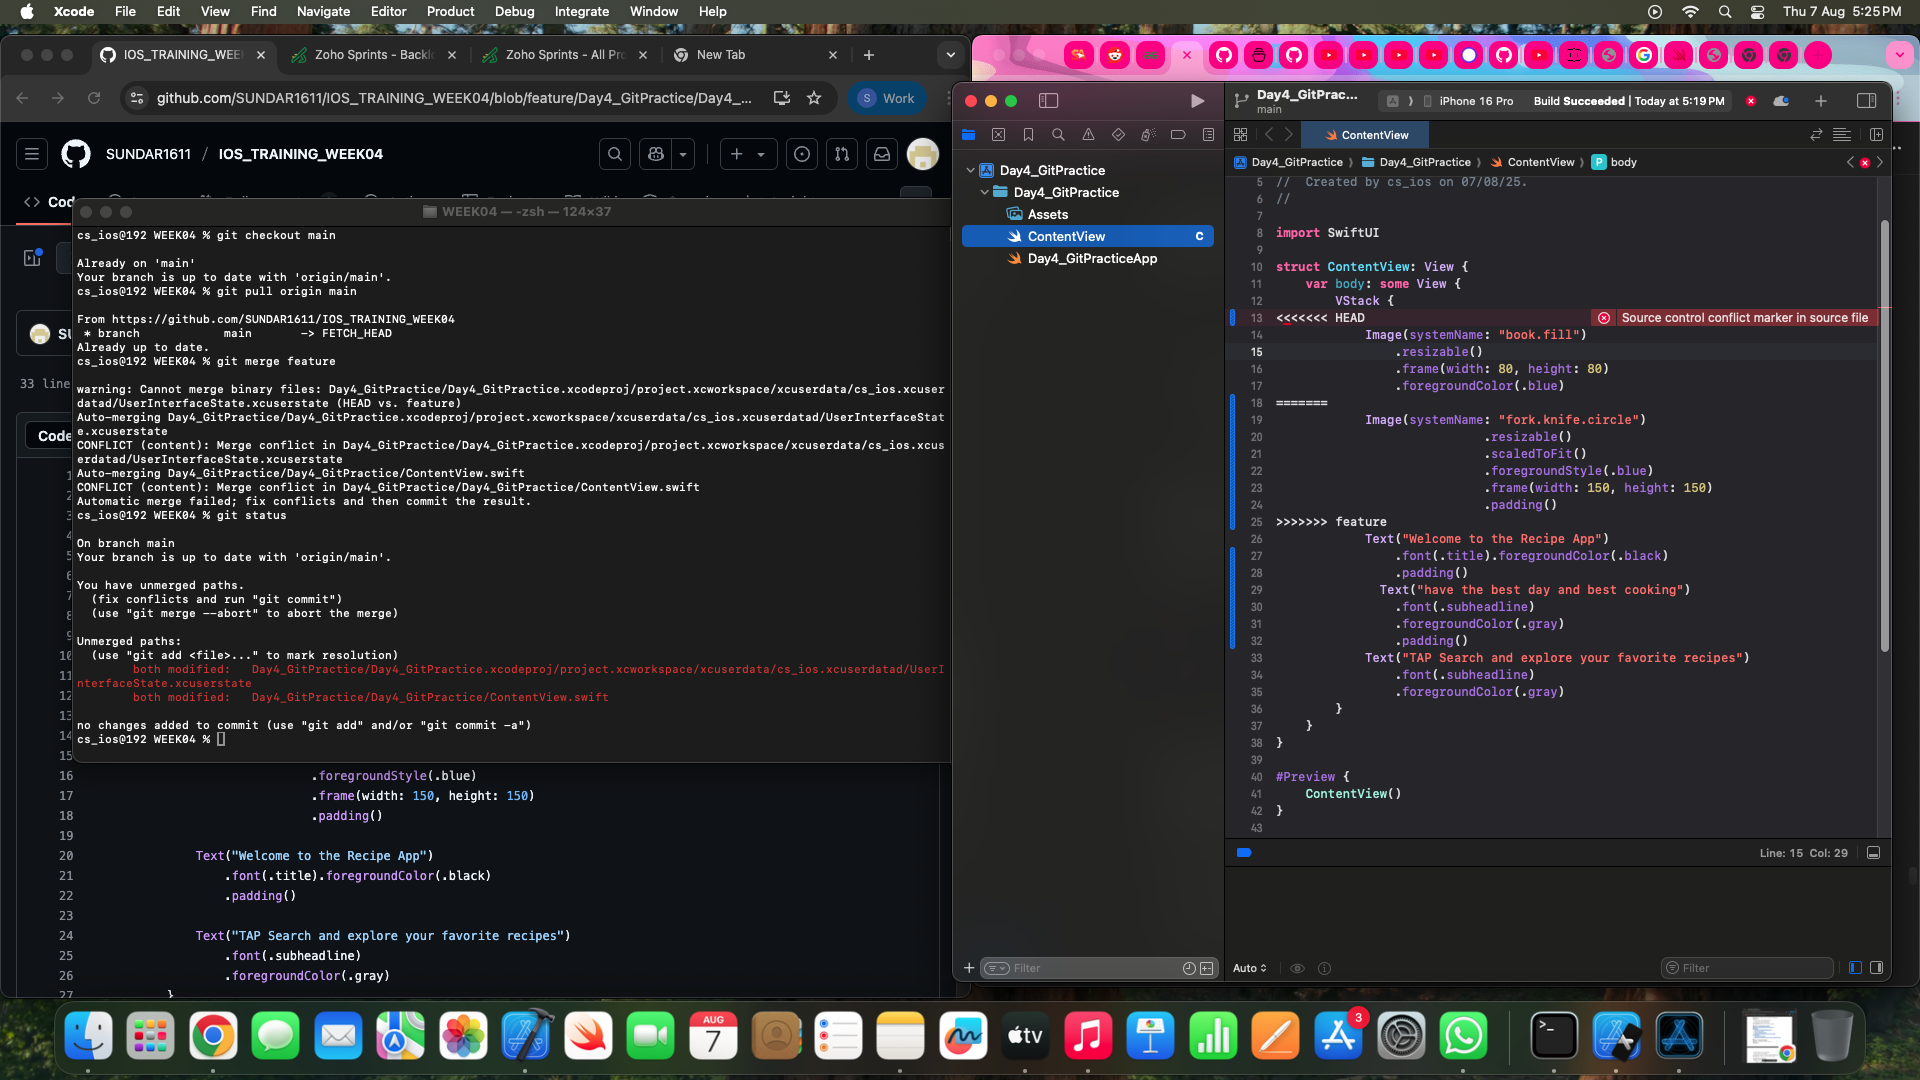 Xcode File Edit View Find Navigate Editor Product Debug Integrate Window Help
Thu 7 Aug 5:25 PM
IOS_TRAINING_WEE
Zoho Sprints - Backl
Zoho Sprints - All Pro
New Tab
github.com/SUNDAR1611/IOS_TRAINING_WEEK04/blob/feature/Day4_GitPractice/Day4_...
S Work
SUNDAR1611 / IOS_TRAINING_WEEK04
<> Cod
33 line
Code
WEEK04 — -zsh — 124×37
cs_ios@192 WEEK04 % git checkout main
Already on 'main'
Your branch is up to date with 'origin/main'.
cs_ios@192 WEEK04 % git pull origin main
From https://github.com/SUNDAR1611/IOS_TRAINING_WEEK04
* branch main -> FETCH_HEAD
Already up to date.
cs_ios@192 WEEK04 % git merge feature
warning: Cannot merge binary files: Day4_GitPractice/Day4_GitPractice.xcodeproj/project.xcworkspace/xcuserdata/cs_ios.xcuser
datad/UserInterfaceState.xcuserstate (HEAD vs. feature)
Auto-merging Day4_GitPractice/Day4_GitPractice.xcodeproj/project.xcworkspace/xcuserdata/cs_ios.xcuserdatad/UserInterfaceStat
e.xcuserstate
CONFLICT (content): Merge conflict in Day4_GitPractice/Day4_GitPractice.xcodeproj/project.xcworkspace/xcuserdata/cs_ios.xcus
erdatad/UserInterfaceState.xcuserstate
Auto-merging Day4_GitPractice/Day4_GitPractice/ContentView.swift
CONFLICT (content): Merge conflict in Day4_GitPractice/Day4_GitPractice/ContentView.swift
Automatic merge failed; fix conflicts and then commit the result.
cs_ios@192 WEEK04 % git status
On branch main
Your branch is up to date with 'origin/main'.
You have unmerged paths.
(fix conflicts and run "git commit")
(use "git merge --abort" to abort the merge)
Unmerged paths:
(use "git add <file>..." to mark resolution)
both modified: Day4_GitPractice/Day4_GitPractice.xcodeproj/project.xcworkspace/xcuserdata/cs_ios.xcuserdatad/UserI
nterfaceState.xcuserstate
both modified: Day4_GitPractice/Day4_GitPractice/ContentView.swift
no changes added to commit (use "git add" and/or "git commit -a")
cs_ios@192 WEEK04 %
16 .foregroundStyle(.blue)
17 .frame(width: 150, height: 150)
18 .padding()
19
20 Text("Welcome to the Recipe App")
21 .font(.title).foregroundColor(.black)
22 .padding()
23
24 Text("TAP Search and explore your favorite recipes")
25 .font(.subheadline)
26 .foregroundColor(.gray)
27 }
Day4_GitPrac...
main
iPhone 16 Pro
Build Succeeded | Today at 5:19 PM
ContentView
Day4_GitPractice
Day4_GitPractice
Assets
ContentView C
Day4_GitPracticeApp
Filter
Day4_GitPractice Day4_GitPractice ContentView P body
5 // Created by cs_ios on 07/08/25.
6 //
7
8 import SwiftUI
9
10 struct ContentView: View {
11 var body: some View {
12 VStack {
13 <<<<<<< HEAD
Source control conflict marker in source file
14 Image(systemName: "book.fill")
15 .resizable()
16 .frame(width: 80, height: 80)
17 .foregroundColor(.blue)
18 =======
19 Image(systemName: "fork.knife.circle")
20 .resizable()
21 .scaledToFit()
22 .foregroundStyle(.blue)
23 .frame(width: 150, height: 150)
24 .padding()
25 >>>>>>> feature
26 Text("Welcome to the Recipe App")
27 .font(.title).foregroundColor(.black)
28 .padding()
29 Text("have the best day and best cooking")
30 .font(.subheadline)
31 .foregroundColor(.gray)
32 .padding()
33 Text("TAP Search and explore your favorite recipes")
34 .font(.subheadline)
35 .foregroundColor(.gray)
36 }
37 }
38 }
39
40 #Preview {
41 ContentView()
42 }
43
Line: 15 Col: 29
Auto
Filter
AUG
7
tv
3